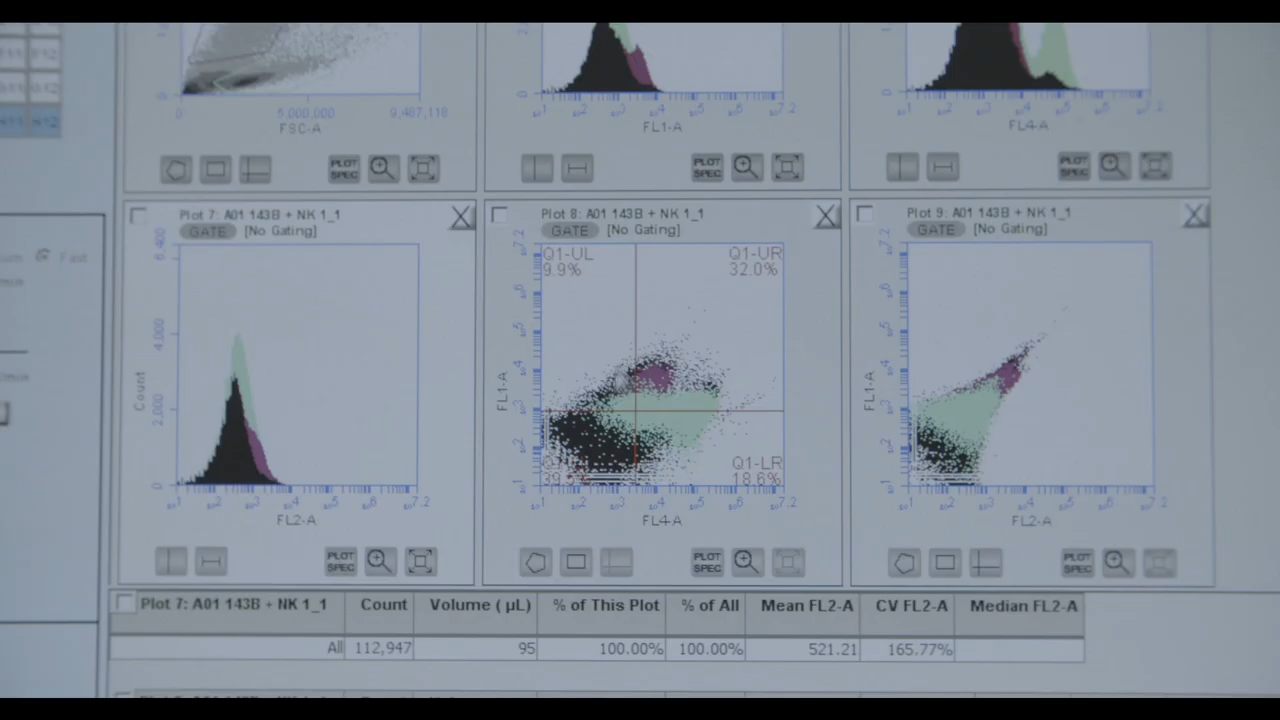 0 5,000,000 9,487,118
FSC-A
FL1-A
FL4-A
PLOT SPEC
PLOT SPEC
PLOT SPEC
Plot 7: A01 143B + NK 1_1
GATE [No Gating]
Plot 8: A01 143B + NK 1_1
GATE [No Gating]
Plot 9: A01 143B + NK 1_1
GATE [No Gating]
Fast
6,400
4,000
2,000
0
Count
FL2-A
Q1-UL
9.9%
Q1-UR
32.0%
Q1-LR
18.6%
FL1-A
FL4-A
FL1-A
FL2-A
PLOT SPEC
PLOT SPEC
PLOT SPEC
Plot 7: A01 143B + NK 1_1 Count Volume ( µL) % of This Plot % of All Mean FL2-A CV FL2-A Median FL2-A
All 112,947 95 100.00% 100.00% 521.21 165.77%